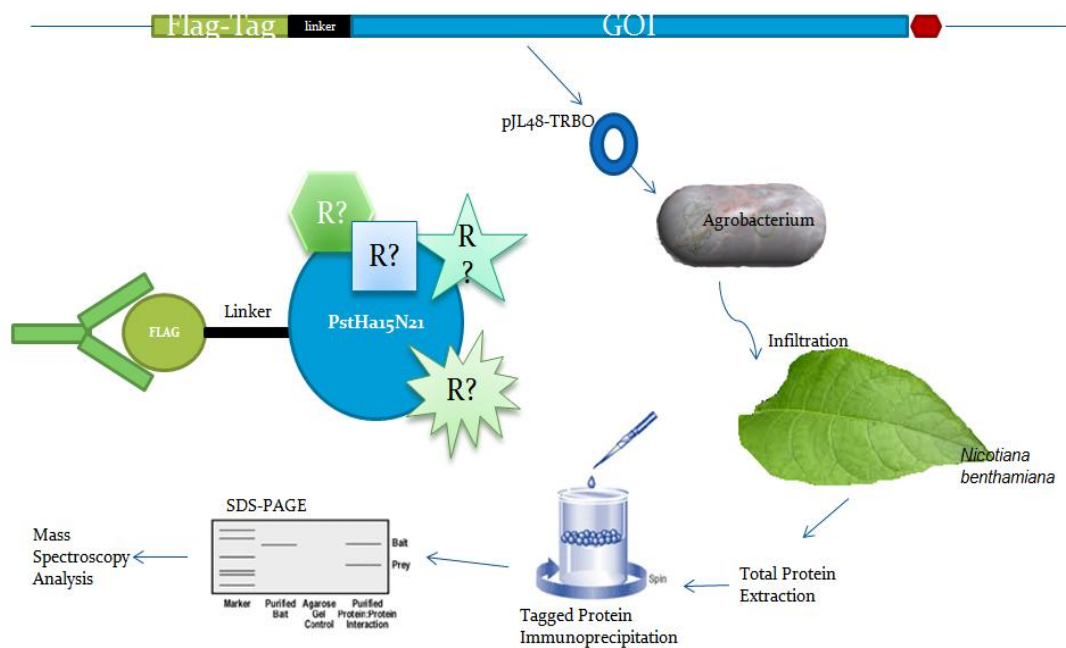 Flag-Tag linker GOI
pJL48-TRBO
Agrobacterium
R?
R?
R
?
Linker
FLAG
PstHa15N21
R?
Infiltration
Nicotiana
benthamiana
SDS-PAGE
Mass
Spectroscopy
Analysis
Bait
Prey
Marker
Purified
Bait
Agarose
Gel
Control
Purified
Protein:Protein
Interaction
Spin
Tagged Protein
Immunoprecipitation
Total Protein
Extraction